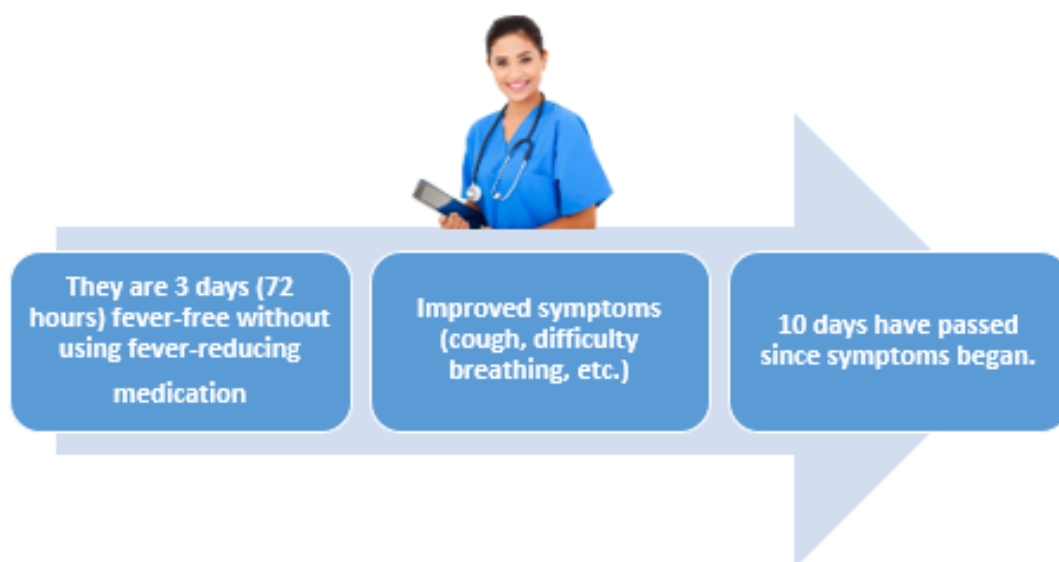 They are 3 days (72
hours) fever-free without
using fever-reducing
medication
Improved symptoms
(cough, difficulty
breathing, etc.)
10 days have passed
since symptoms began.